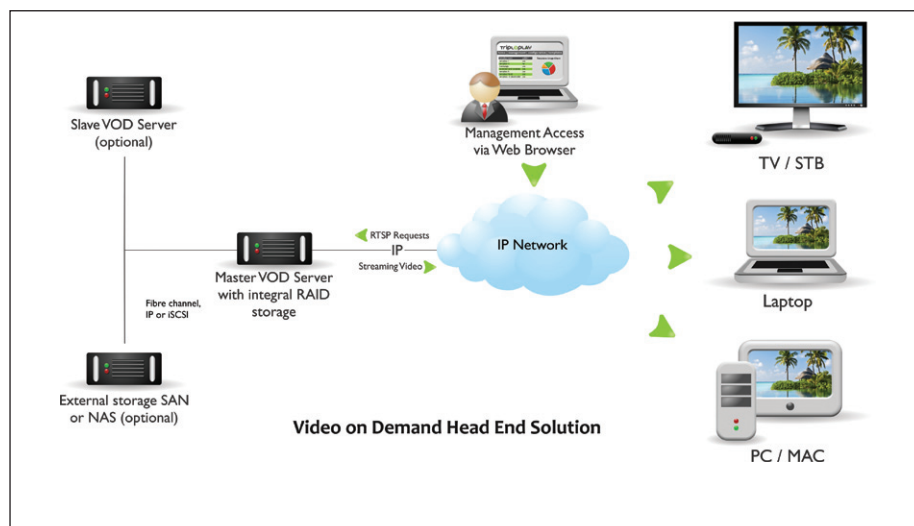 TRIPLEPLAY
Slave VOD Server
(optional)
Management Access
via Web Browser
TV / STB
RTSP Requests
IP
Streaming Video
IP Network
Master VOD Server
with integral RAID
storage
Fibre channel,
IP or iSCSI
Laptop
External storage SAN
or NAS (optional)
Video on Demand Head End Solution
PC / MAC